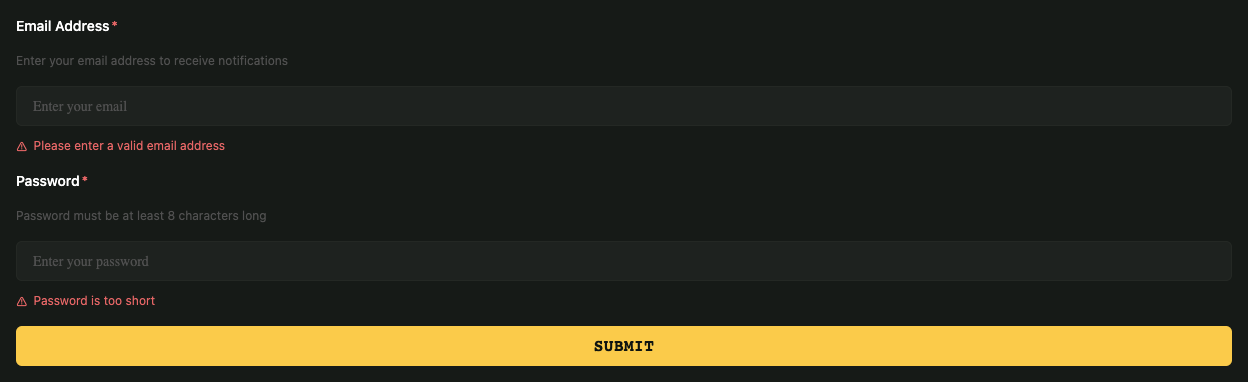 Email Address*
Enter your email address to receive notifications
Enter your email
Please enter a valid email address
Password*
Password must be at least 8 characters long
Enter your password
Password is too short
SUBMIT